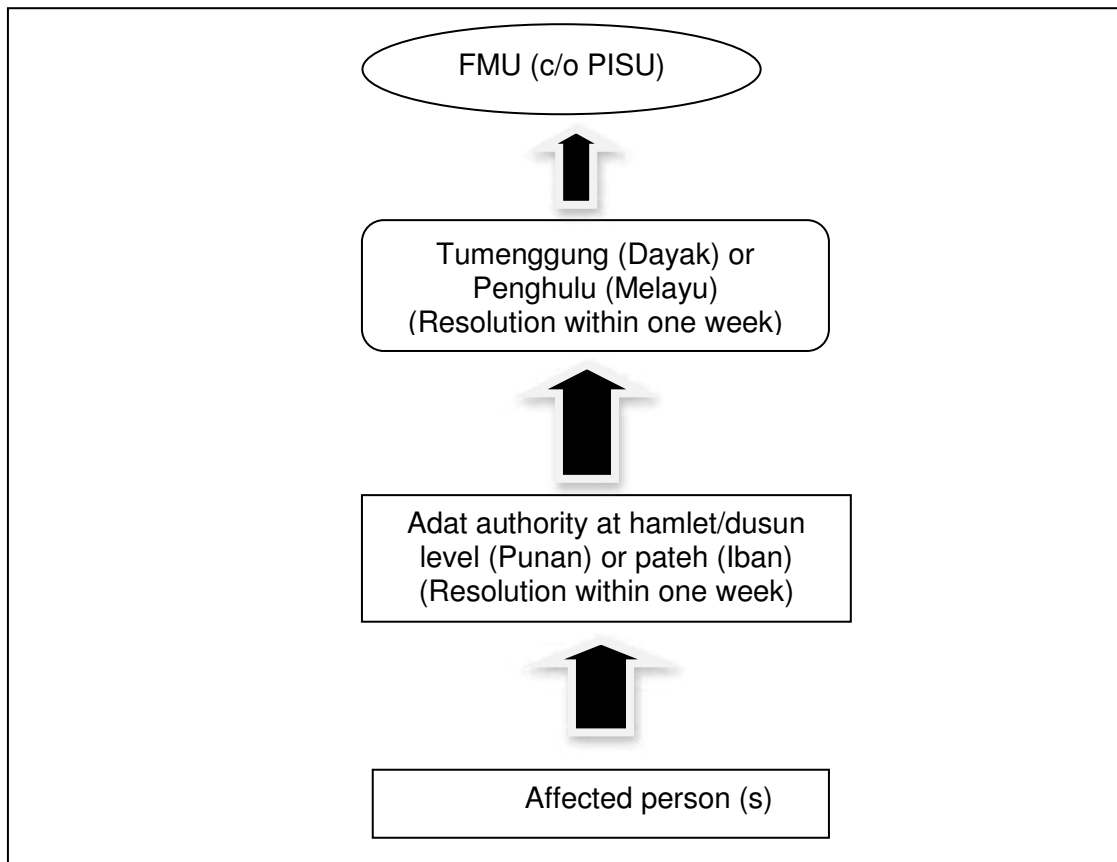 FMU (c/o PISU)
Tumenggung (Dayak) or
Penghulu (Melayu)
(Resolution within one week)
Adat authority at hamlet/dusun
level (Punan) or pateh (Iban)
(Resolution within one week)
Affected person (s)